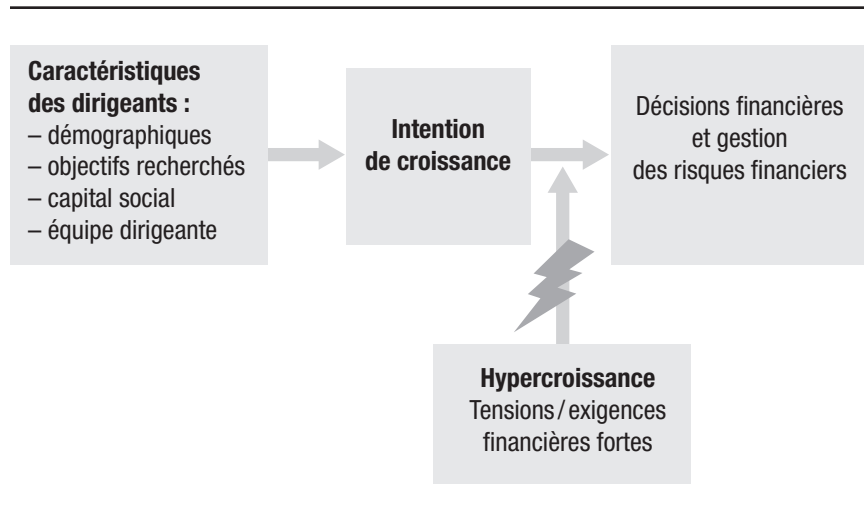 Caractéristiques
des dirigeants :
– démographiques
– objectifs recherchés
– capital social
– équipe dirigeante
Intention
de croissance
Décisions financières
et gestion
des risques financiers
Hypercroissance
Tensions/exigences
financières fortes